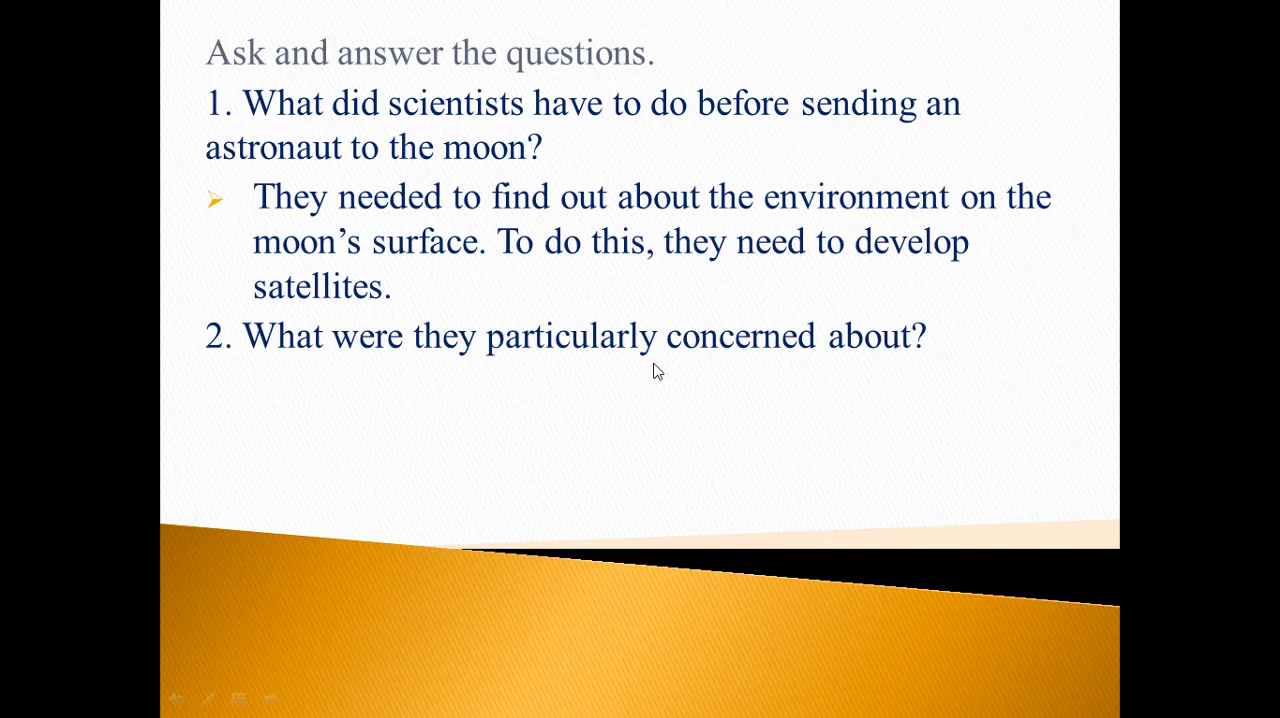 Ask and answer the questions.
1. What did scientists have to do before sending an
astronaut to the moon?
They needed to find out about the environment on the
moon’s surface. To do this, they need to develop
satellites.
2. What were they particularly concerned about?